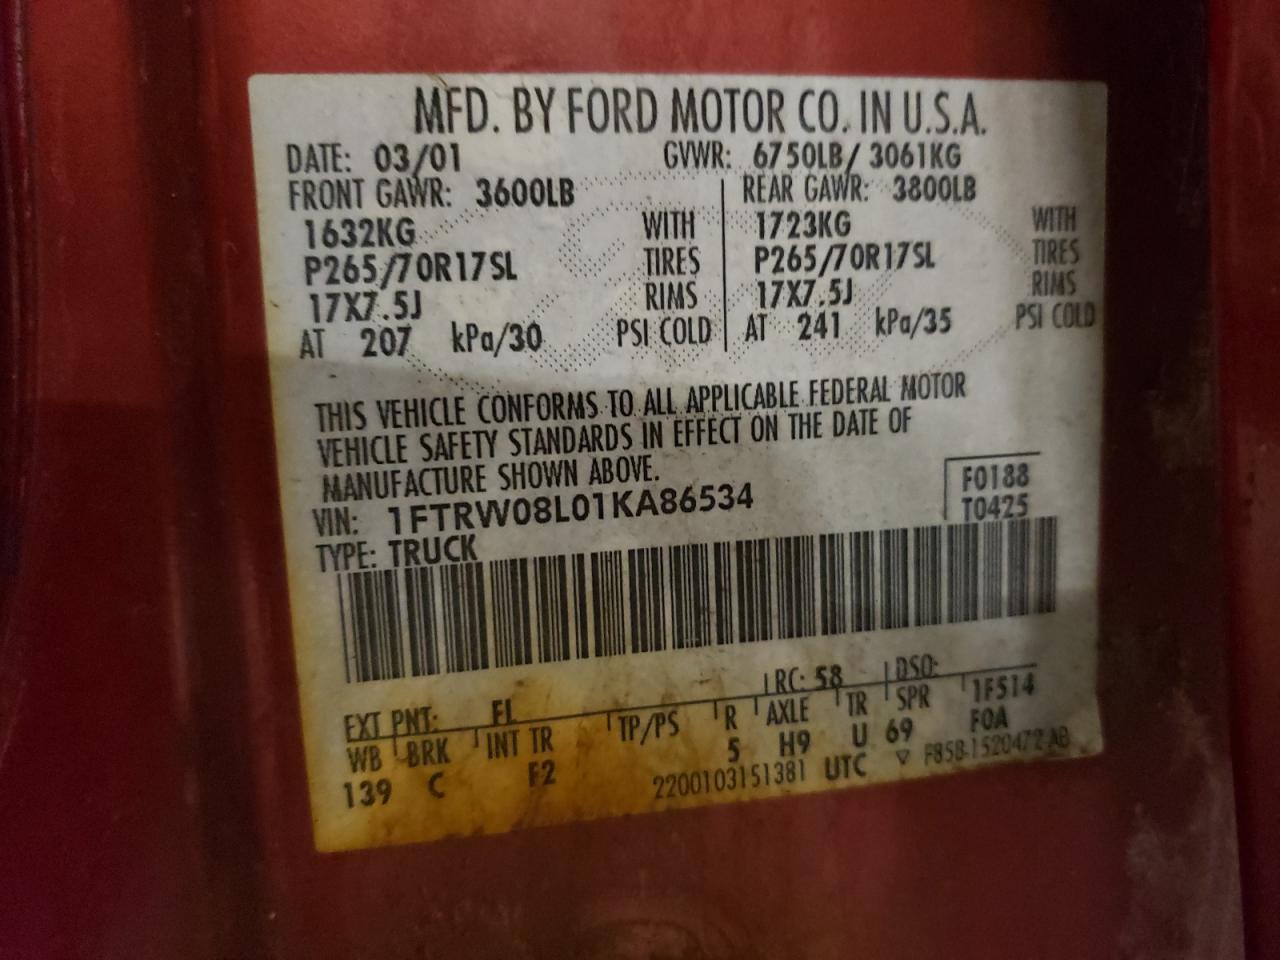 MFD. BY FORD MOTOR CO. IN U.S.A.
DATE: 03/01 GVWR: 6750LB/ 3061KG
FRONT GAWR: 3600LB REAR GAWR: 3800LB
1632KG WITH 1723KG WITH
P265/70R17SL TIRES P265/70R17SL TIRES
17X7.5J RIMS 17X7.5J RIMS
AT 207 kPa/30 PSI COLD AT 241 kPa/35 PSI COLD
THIS VEHICLE CONFORMS TO ALL APPLICABLE FEDERAL MOTOR
VEHICLE SAFETY STANDARDS IN EFFECT ON THE DATE OF
MANUFACTURE SHOWN ABOVE.
VIN: 1FTRW08L01KA86534
F0188
T0425
TYPE: TRUCK
EXT PNT: FL RC: 58 DSO:
WB BRK INT TR TP/PS R AXLE TR SPR 1F514
139 C F2 5 H9 U 69 FOA
2200103151381 UTC ▽ F85B-1520472-AB